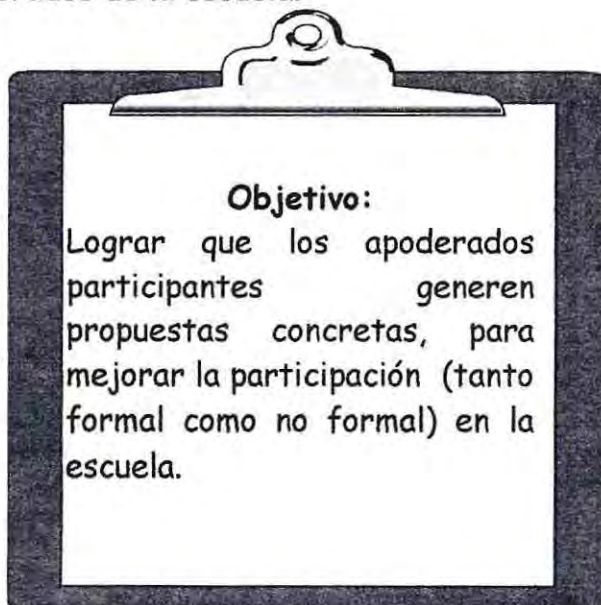 Objetivo:
Lograr que los apoderados
participantes generen
propuestas concretas, para
mejorar la participación (tanto
formal como no formal) en la
escuela.